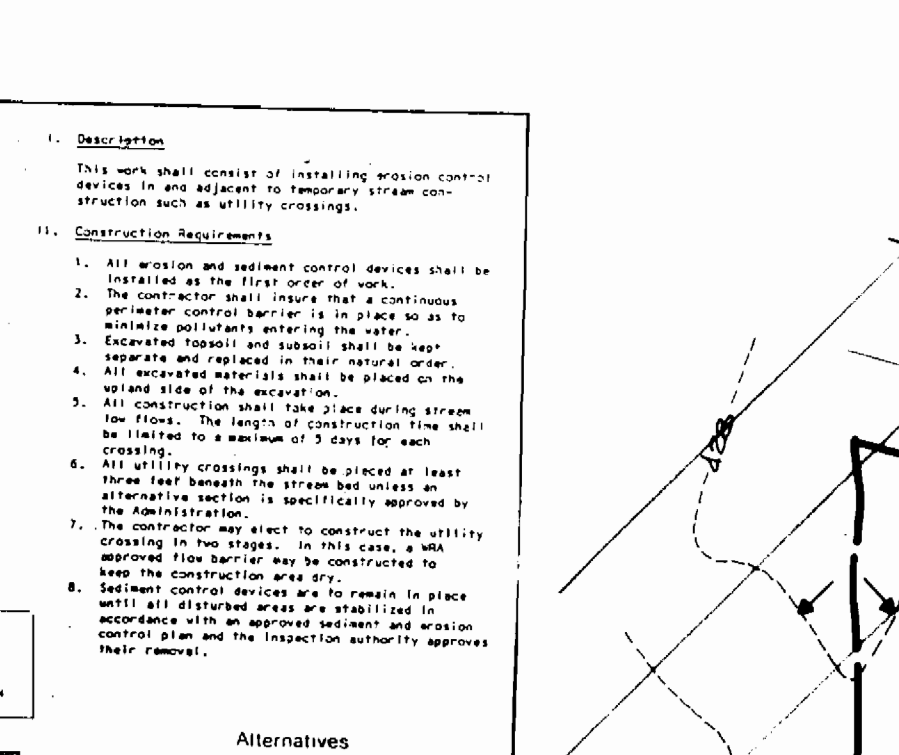 I. Description
This work shall consist of installing erosion control
devices in and adjacent to temporary stream con-
struction such as utility crossings.
II. Construction Requirements
1. All erosion and sediment control devices shall be
installed as the first order of work.
2. The contractor shall insure that a continuous
perimeter control barrier is in place so as to
minimize pollutants entering the water.
3. Excavated topsoil and subsoil shall be kept
separate and replaced in their natural order.
4. All excavated materials shall be placed on the
upland side of the excavation.
5. All construction shall take place during stream
low flows. The length of construction time shall
be limited to a maximum of 5 days for each
crossing.
6. All utility crossings shall be placed at least
three feet beneath the stream bed unless an
alternative section is specifically approved by
the Administration.
7. The contractor may elect to construct the utility
crossing in two stages. In this case, a WRA
approved flow barrier may be constructed to
keep the construction area dry.
8. Sediment control devices are to remain in place
until all disturbed areas are stabilized in
accordance with an approved sediment and erosion
control plan and the inspection authority approves
their removal.
Alternatives